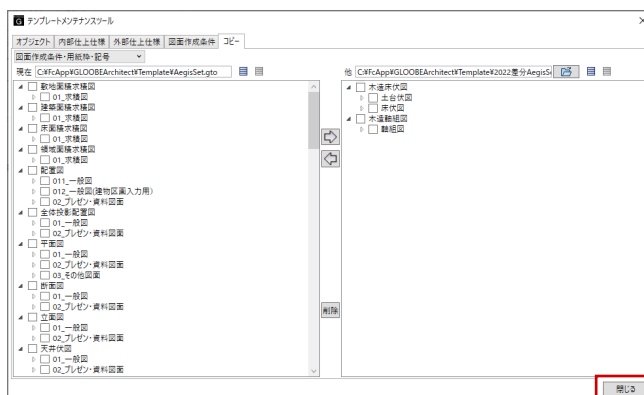 G テンプレートメンテナンスツール
オブジェクト 内部仕上仕様 外部仕上仕様 図面作成条件 コピー
図面作成条件・用紙枠・記号
現在 C:¥FcApp¥GLOOBEArchitect¥Template¥AegisSet.gto
敷地面積求積図
01_求積図
建築面積求積図
01_求積図
床面積求積図
01_求積図
領域面積求積図
01_求積図
配置図
011_一般図
012_一般図(建物区画入力用)
02_プレゼン・資料図面
全体投影配置図
01_一般図
02_プレゼン・資料図面
平面図
01_一般図
02_プレゼン・資料図面
03_その他図面
断面図
01_一般図
02_プレゼン・資料図面
立面図
01_一般図
02_プレゼン・資料図面
天井伏図
01_一般図
02_プレゼン・資料図面
削除
他 C:¥FcApp¥GLOOBEArchitect¥Template¥2022差分AegisSe
木造床伏図
土台伏図
床伏図
木造軸組図
軸組図
閉じる